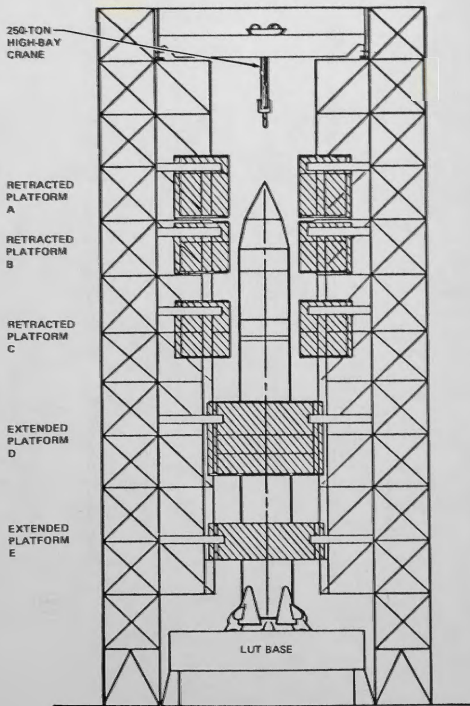 250-TON
HIGH-BAY
CRANE
RETRACTED
PLATFORM
A
RETRACTED
PLATFORM
B
RETRACTED
PLATFORM
C
EXTENDED
PLATFORM
D
EXTENDED
PLATFORM
E
LUT BASE